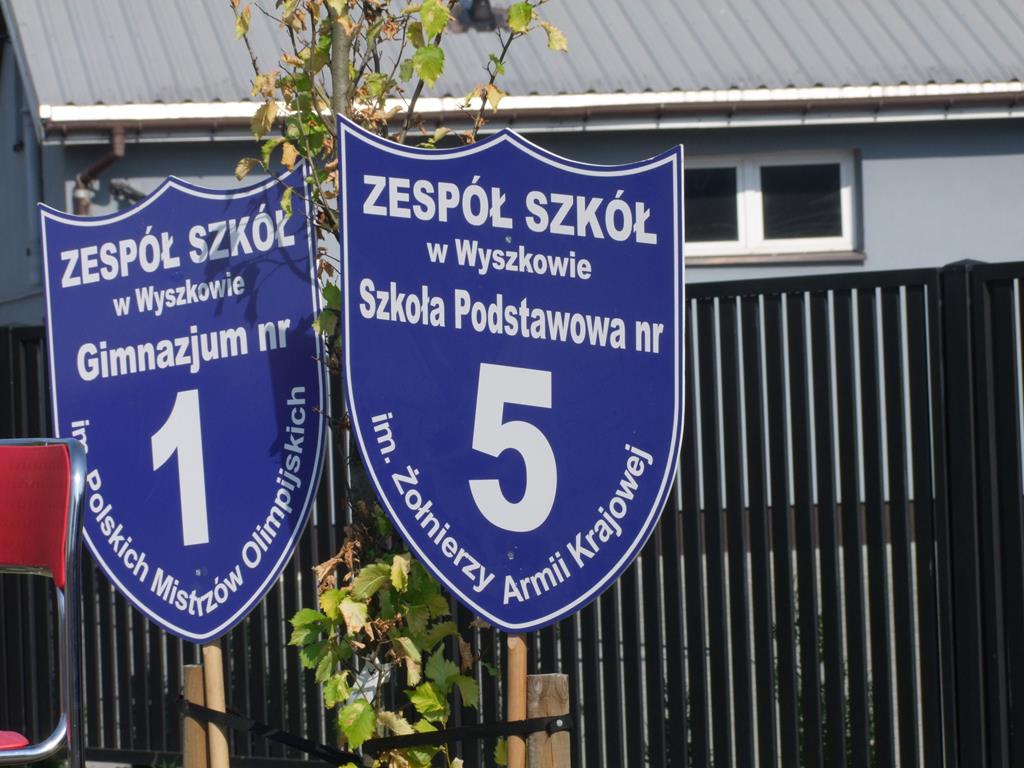 ZESPÓŁ SZKÓŁ
w Wyszkowie
Gimnazjum nr
1
im. Polskich Mistrzów Olimpijskich
ZESPÓŁ SZKÓŁ
w Wyszkowie
Szkoła Podstawowa nr
5
im. Żołnierzy Armii Krajowej